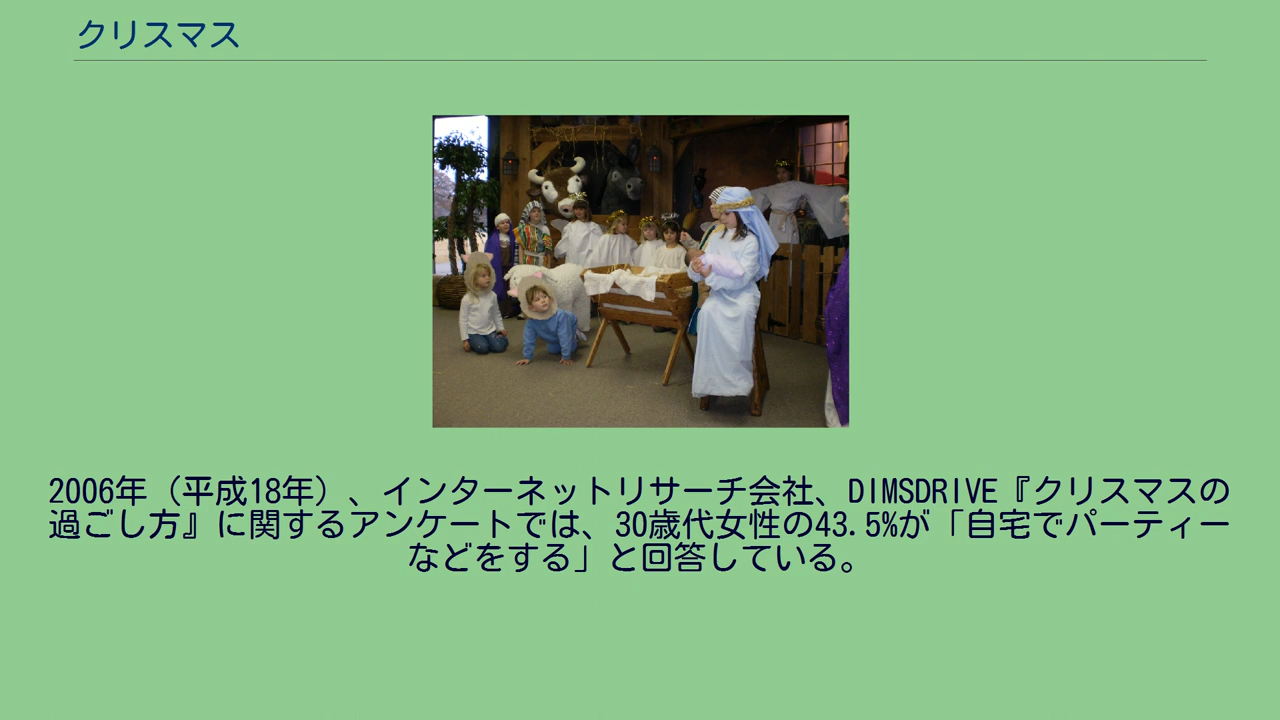 クリスマス
2006年（平成18年）、インターネットリサーチ会社、DIMSDRIVE『クリスマスの
過ごし方』に関するアンケートでは、30歳代女性の43.5%が「自宅でパーティー
などをする」と回答している。